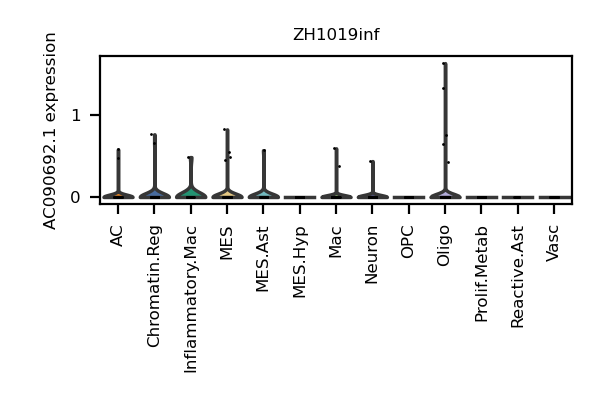 ZH1019inf
AC090692.1 expression
1
0
AC
Chromatin.Reg
Inflammatory.Mac
MES
MES.Ast
MES.Hyp
Mac
Neuron
OPC
Oligo
Prolif.Metab
Reactive.Ast
Vasc